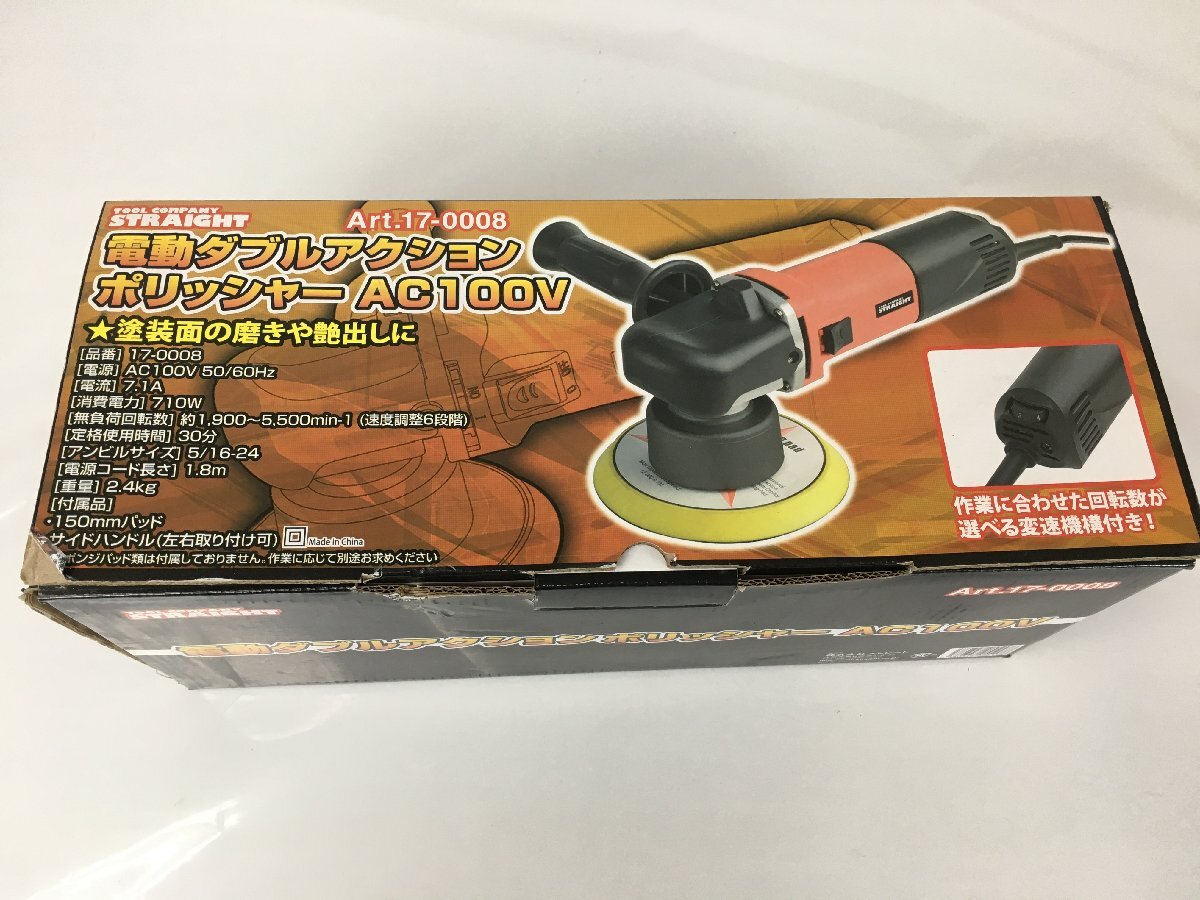 TOOL COMPANY
STRAIGHT
Art.17-0008
電動ダブルアクション
ポリッシャー AC100V
★塗装面の磨きや艶出しに
[品番] 17-0008
[電源] AC100V 50/60Hz
[電流] 7.1A
[消費電力] 710W
[無負荷回転数] 約1,900～5,500min-1 (速度調整6段階)
[定格使用時間] 30分
[アンビルサイズ] 5/16-24
[電源コード長さ] 1.8m
[重量] 2.4kg
[付属品]
・150mmパッド
・サイドハンドル(左右取り付け可)
Made in China
ポンジパッド類は付属しておりません。作業に応じて別途お求めください
STRAIGHT
作業に合わせた回転数が
選べる変速機構付き!
STRAIGHT
Art.17-0008
電動ダブルアクションポリッシャー AC100V